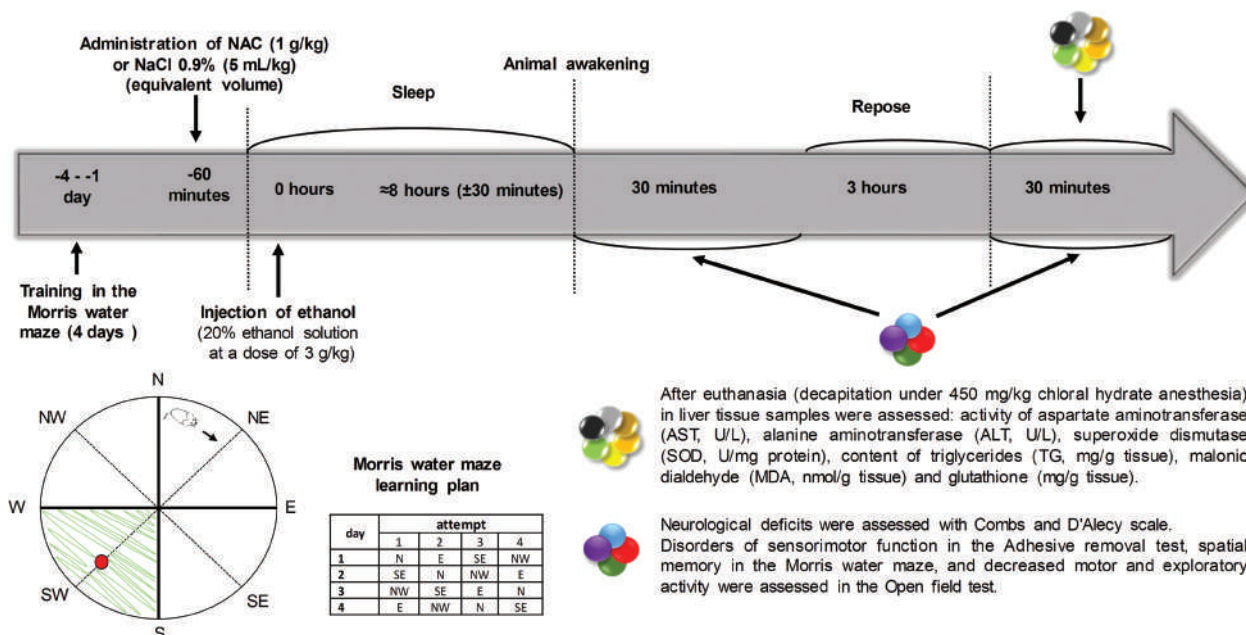 Administration of NAC (1 g/kg)
or NaCl 0.9% (5 mL/kg)
(equivalent volume)
Sleep
Animal awakening
Repose
-4 - -1
day
-60
minutes
0 hours
≈8 hours (±30 minutes)
30 minutes
3 hours
30 minutes
Training in the
Morris water
maze (4 days )
Injection of ethanol
(20% ethanol solution
at a dose of 3 g/kg)
N
NW
NE
W
E
SW
SE
S
Morris water maze
learning plan
day attempt
1 2 3 4
1 N E SE NW
2 SE N NW E
3 NW SE E N
4 E NW N SE
After euthanasia (decapitation under 450 mg/kg chloral hydrate anesthesia)
in liver tissue samples were assessed: activity of aspartate aminotransferase
(AST, U/L), alanine aminotransferase (ALT, U/L), superoxide dismutase
(SOD, U/mg protein), content of triglycerides (TG, mg/g tissue), malonic
dialdehyde (MDA, nmol/g tissue) and glutathione (mg/g tissue).
Neurological deficits were assessed with Combs and D'Alecy scale.
Disorders of sensorimotor function in the Adhesive removal test, spatial
memory in the Morris water maze, and decreased motor and exploratory
activity were assessed in the Open field test.